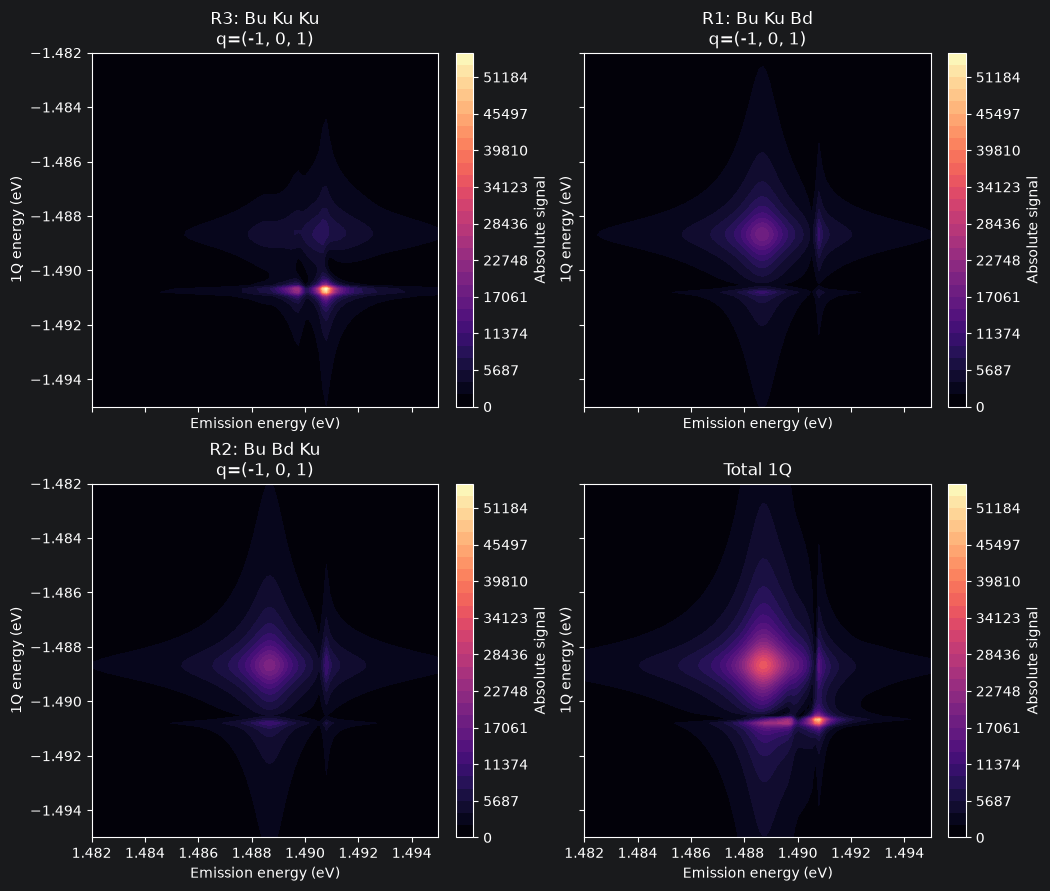 R3: Bu Ku Ku
q=(-1, 0, 1)
−1.482
−1.484
−1.486
−1.488
−1.490
−1.492
−1.494
1Q energy (eV)
Emission energy (eV)
51184
45497
39810
34123
28436
22748
17061
11374
5687
0
Absolute signal
R1: Bu Ku Bd
q=(-1, 0, 1)
1Q energy (eV)
Emission energy (eV)
51184
45497
39810
34123
28436
22748
17061
11374
5687
0
Absolute signal
R2: Bu Bd Ku
q=(-1, 0, 1)
−1.482
−1.484
−1.486
−1.488
−1.490
−1.492
−1.494
1Q energy (eV)
1.482 1.484 1.486 1.488 1.490 1.492 1.494
Emission energy (eV)
51184
45497
39810
34123
28436
22748
17061
11374
5687
0
Absolute signal
Total 1Q
1Q energy (eV)
1.482 1.484 1.486 1.488 1.490 1.492 1.494
Emission energy (eV)
51184
45497
39810
34123
28436
22748
17061
11374
5687
0
Absolute signal